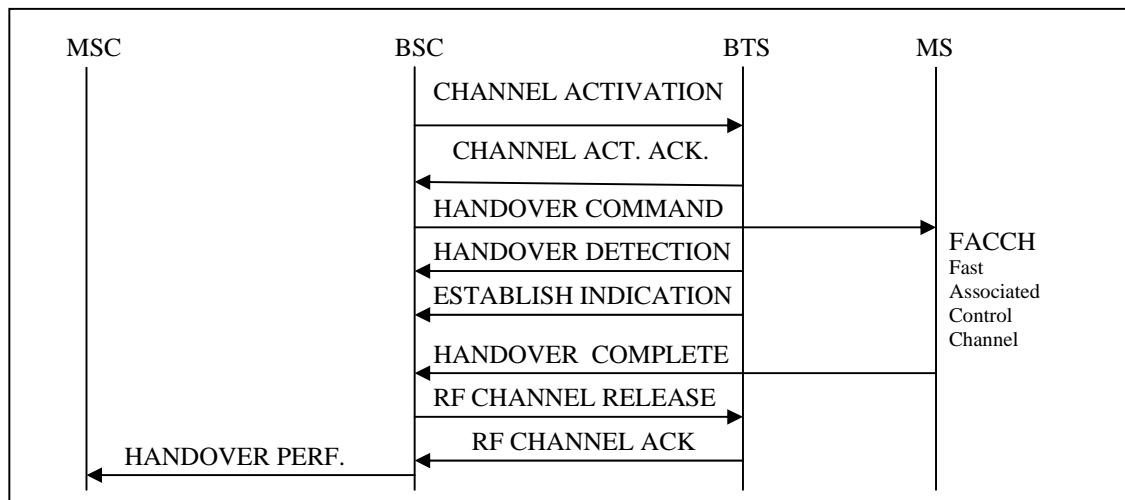 MSC BSC BTS MS
CHANNEL ACTIVATION
CHANNEL ACT. ACK.
HANDOVER COMMAND
HANDOVER DETECTION
ESTABLISH INDICATION
HANDOVER COMPLETE
RF CHANNEL RELEASE
RF CHANNEL ACK
HANDOVER PERF.
FACCH
Fast
Associated
Control
Channel